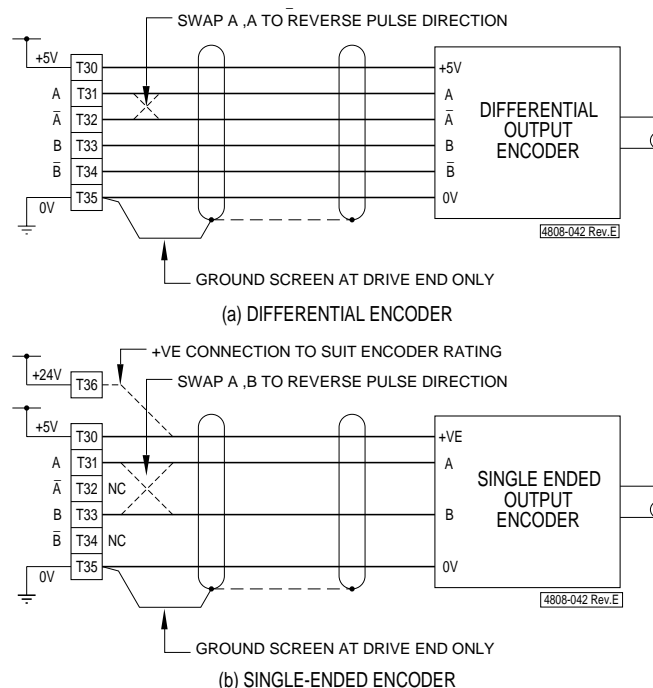 SWAP A ,A̅ TO REVERSE PULSE DIRECTION
+5V T30 +5V
A T31 A
A̅ T32 A̅
B T33 B
B̅ T34 B̅
0V T35 0V
DIFFERENTIAL
OUTPUT
ENCODER
4808-042 Rev.E
GROUND SCREEN AT DRIVE END ONLY
(a) DIFFERENTIAL ENCODER
+VE CONNECTION TO SUIT ENCODER RATING
+24V T36
SWAP A ,B TO REVERSE PULSE DIRECTION
+5V T30 +VE
A T31 A
A̅ T32 NC
B T33 B
B̅ T34 NC
0V T35 0V
SINGLE ENDED
OUTPUT
ENCODER
4808-042 Rev.E
GROUND SCREEN AT DRIVE END ONLY
(b) SINGLE-ENDED ENCODER